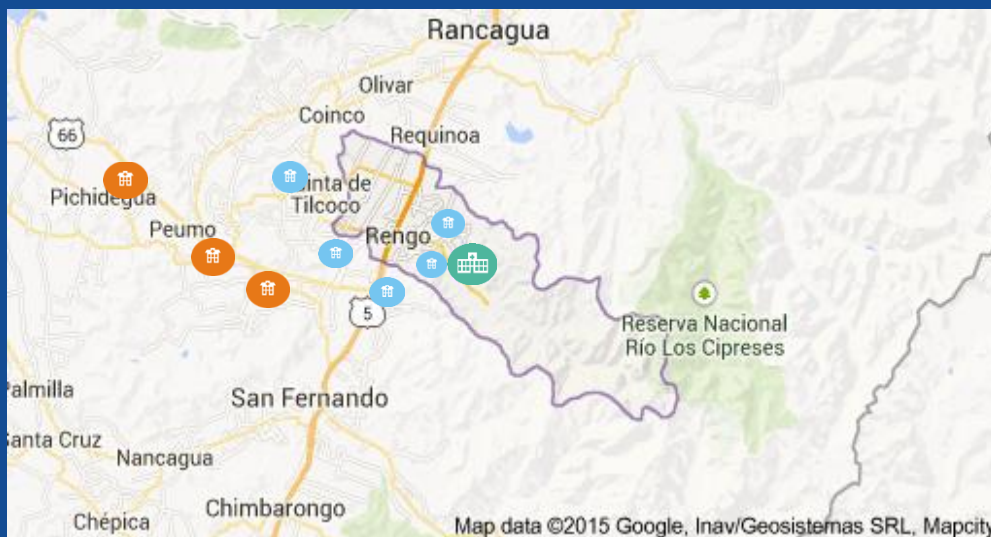 Rancagua
Olivar
Coinco
Requinoa
66
Pichidegua
inta de
Tilcoco
Peumo
Rengo
5
Reserva Nacional
Río Los Cipreses
Palmilla
San Fernando
Santa Cruz
Nancagua
Chimbarongo
Chépica
Map data ©2015 Google, Inav/Geosistemas SRL, Mapcity